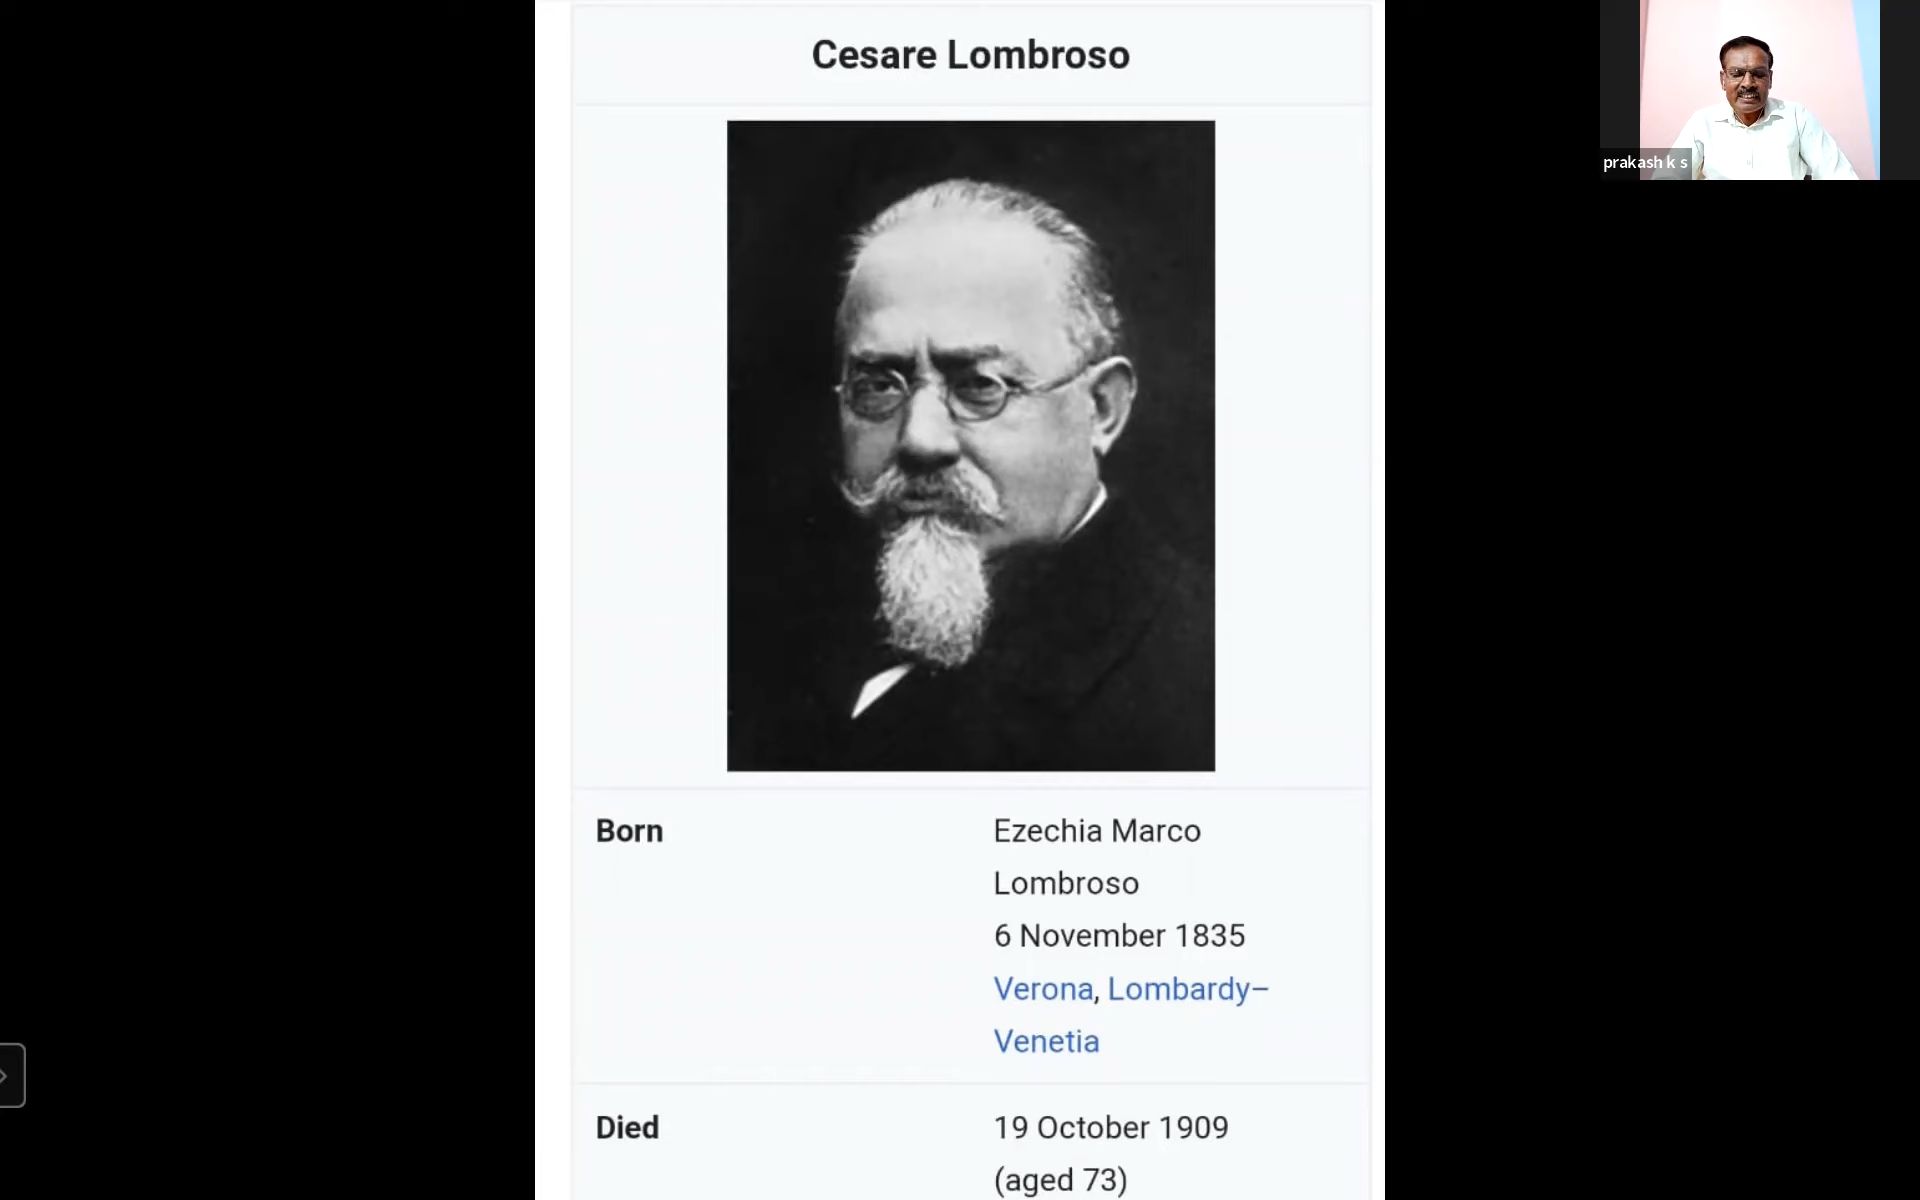 Cesare Lombroso
prakash k s
Born
Ezechia Marco
Lombroso
6 November 1835
Verona, Lombardy–
Venetia
Died
19 October 1909
(aged 73)